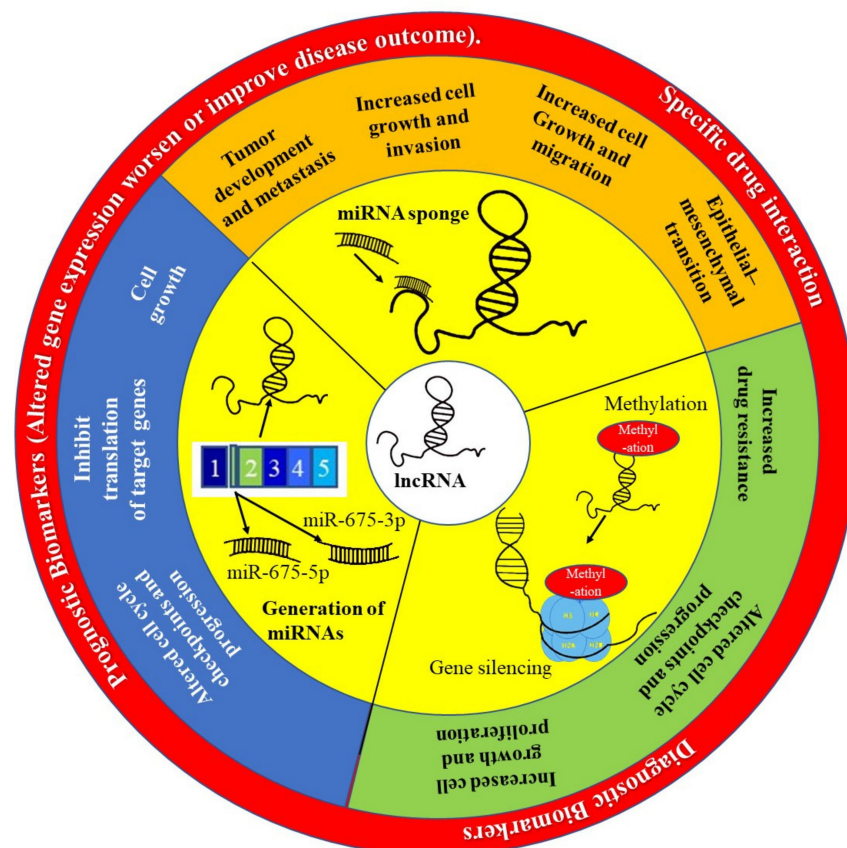 Prognostic Biomarkers (Altered gene expression worsen or improve disease outcome).
Specific drug interaction
Diagnostic Biomarkers
Tumor
development
and metastasis
Increased cell
growth and
invasion
Increased cell
Growth and
migration
Epithelial–
mesenchymal
transition
Increased
drug resistance
Altered cell cycle
checkpoints and
progression
Increased cell
growth and
proliferation
Altered cell cycle
checkpoints and
progression
Inhibit
translation
of target genes
Cell
growth
miRNA sponge
Methylation
Methyl
-ation
Methyl
-ation
Gene silencing
lncRNA
1 2 3 4 5
miR-675-3p
miR-675-5p
Generation of
miRNAs